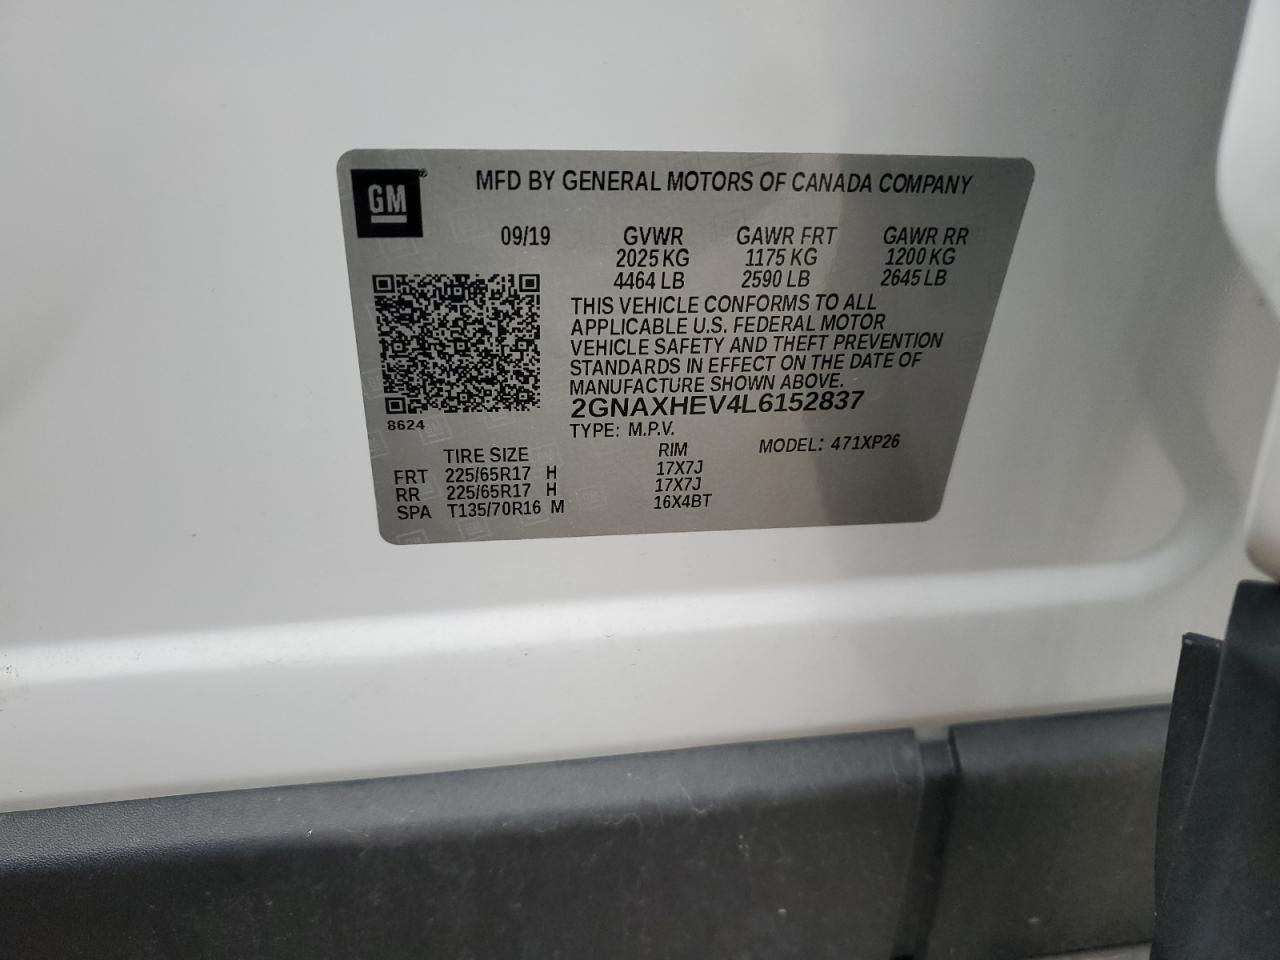 GM
®
MFD BY GENERAL MOTORS OF CANADA COMPANY
09/19 GVWR GAWR FRT GAWR RR
2025 KG 1175 KG 1200 KG
4464 LB 2590 LB 2645 LB
THIS VEHICLE CONFORMS TO ALL
APPLICABLE U.S. FEDERAL MOTOR
VEHICLE SAFETY AND THEFT PREVENTION
STANDARDS IN EFFECT ON THE DATE OF
MANUFACTURE SHOWN ABOVE.
2GNAXHEV4L6152837
8624
TYPE: M.P.V. MODEL: 471XP26
TIRE SIZE RIM
FRT 225/65R17 H 17X7J
RR 225/65R17 H 17X7J
SPA T135/70R16 M 16X4BT